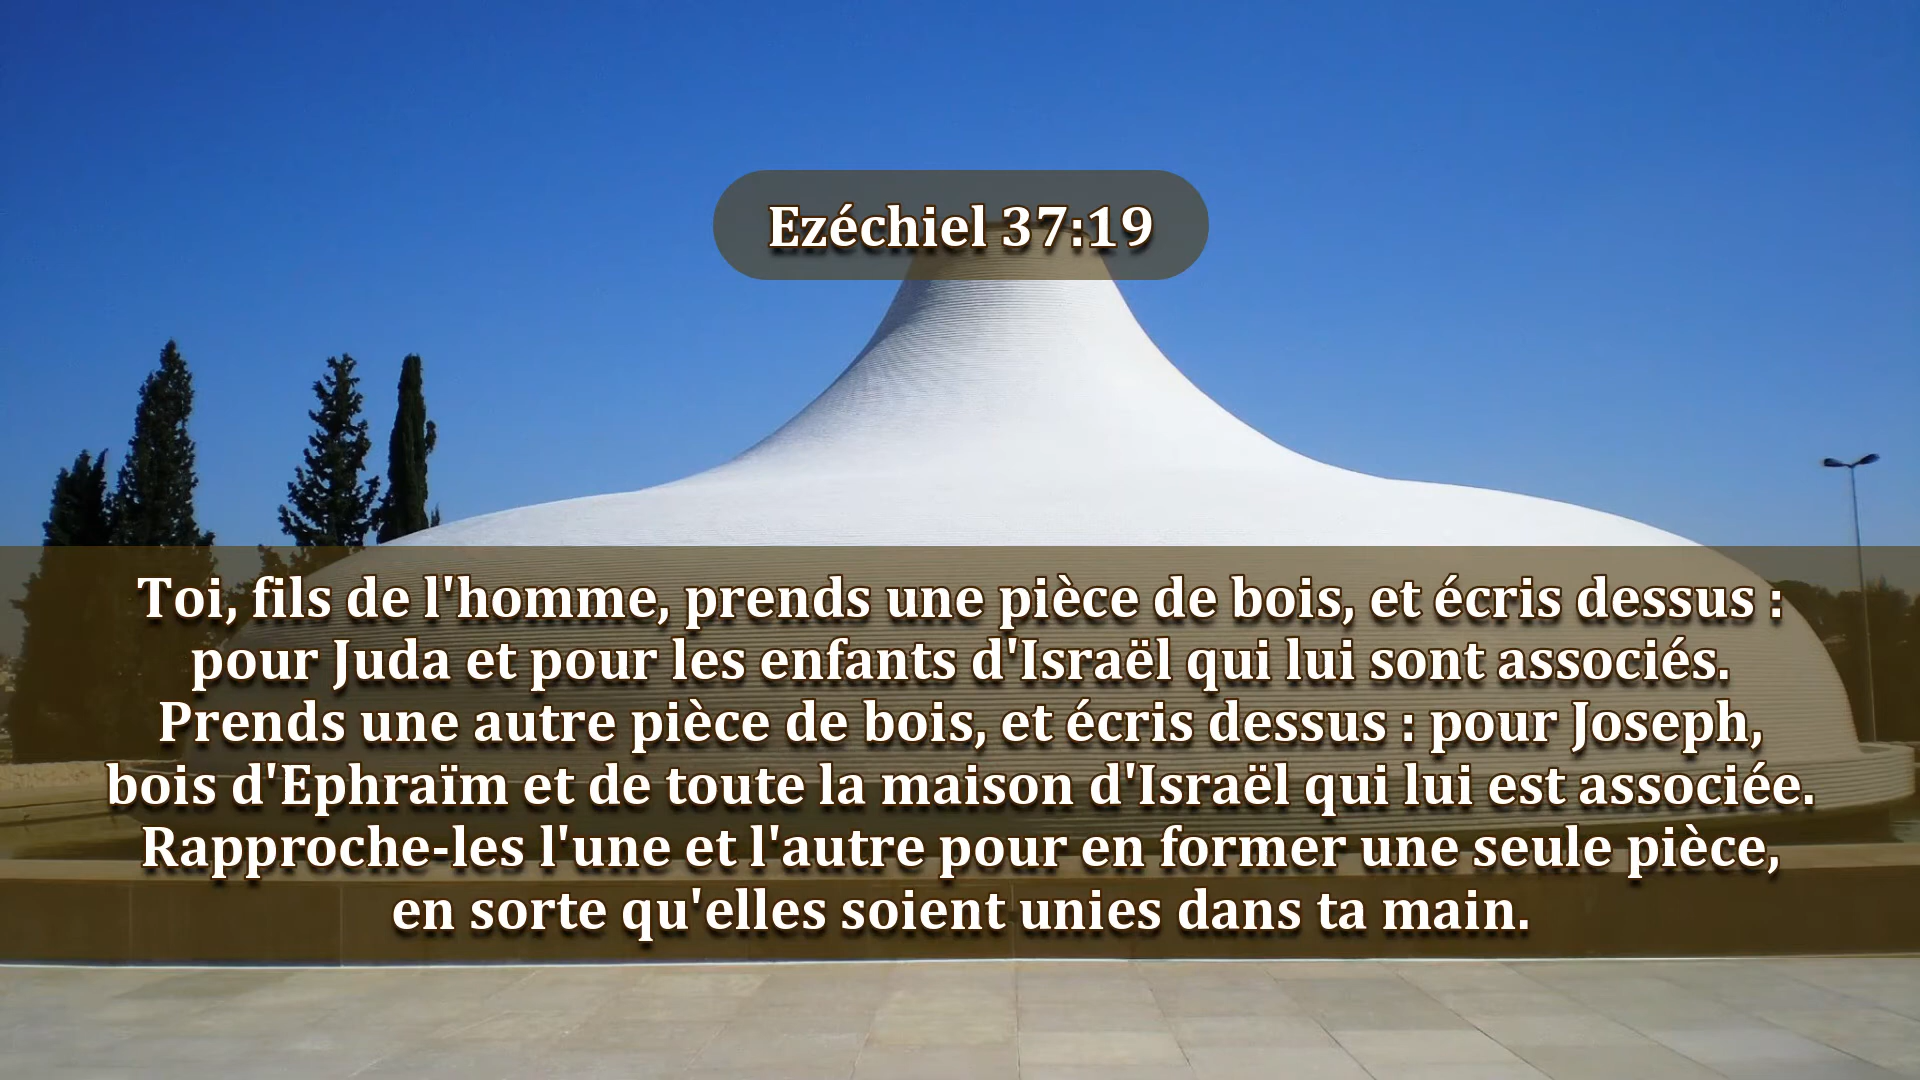 Ezéchiel 37:19
Toi, fils de l'homme, prends une pièce de bois, et écris dessus :
pour Juda et pour les enfants d'Israël qui lui sont associés.
Prends une autre pièce de bois, et écris dessus : pour Joseph,
bois d'Ephraïm et de toute la maison d'Israël qui lui est associée.
Rapproche-les l'une et l'autre pour en former une seule pièce,
en sorte qu'elles soient unies dans ta main.